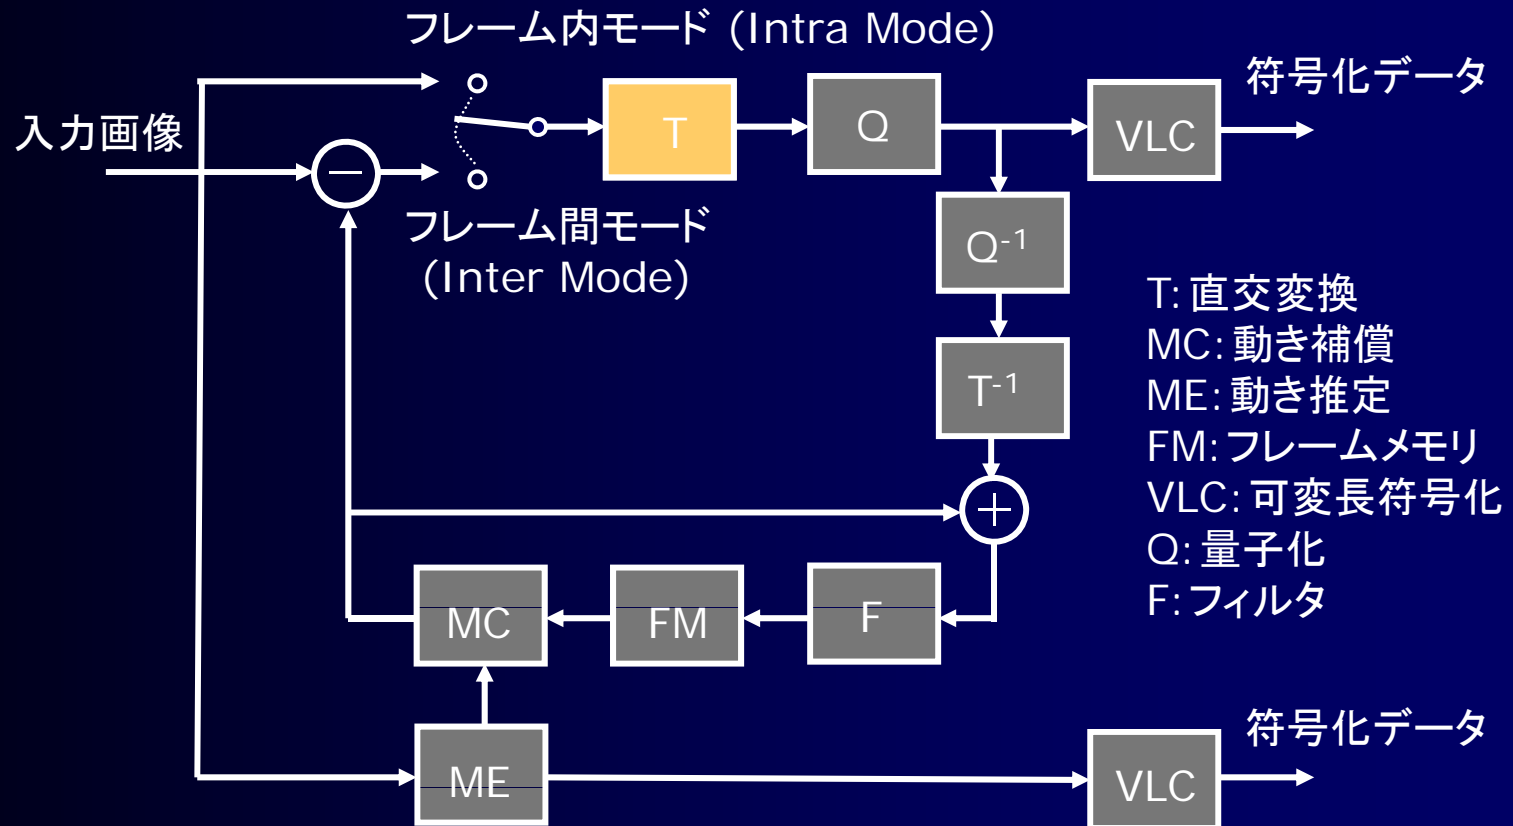 フレーム内モード (Intra Mode)
符号化データ
入力画像
T
Q
VLC
フレーム間モード
(Inter Mode)
Q-1
T-1
T: 直交変換
MC: 動き補償
ME: 動き推定
FM: フレームメモリ
VLC: 可変長符号化
Q: 量子化
F: フィルタ
MC
FM
F
符号化データ
ME
VLC